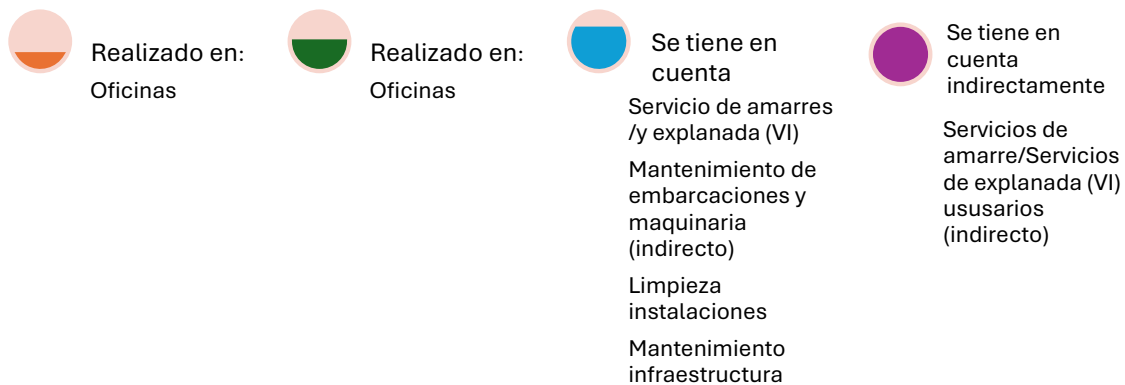 Realizado en:
Oficinas
Realizado en:
Oficinas
Se tiene en
cuenta
Servicio de amarres
/y explanada (VI)
Mantenimiento de
embarcaciones y
maquinaria
(indirecto)
Limpieza
instalaciones
Mantenimiento
infraestructura
Se tiene en
cuenta
indirectamente
Servicios de
amarre/Servicios
de explanada (VI)
ususarios
(indirecto)